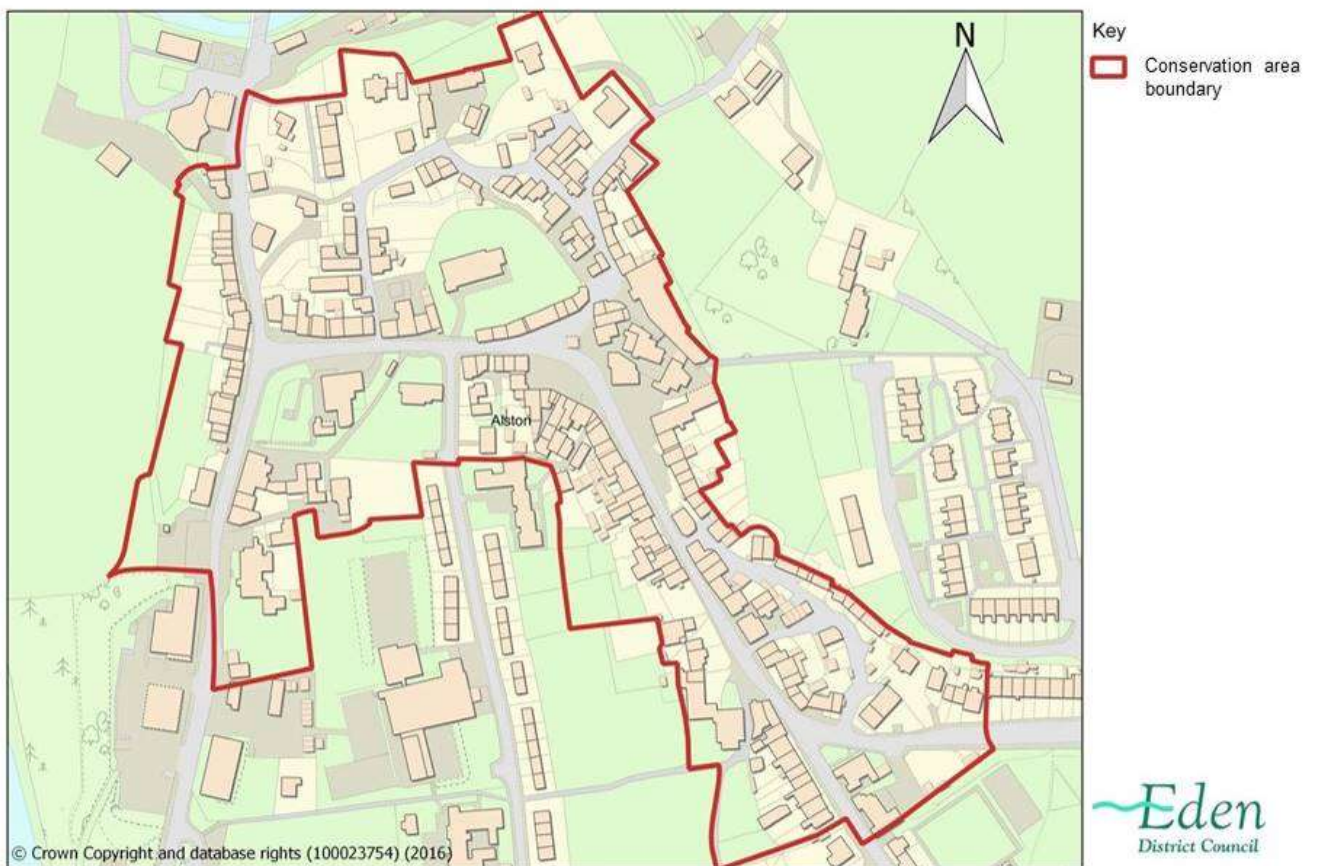 Key
N
Conservation area
boundary
Alston
Eden
District Council
© Crown Copyright and database rights (100023754) (2016)